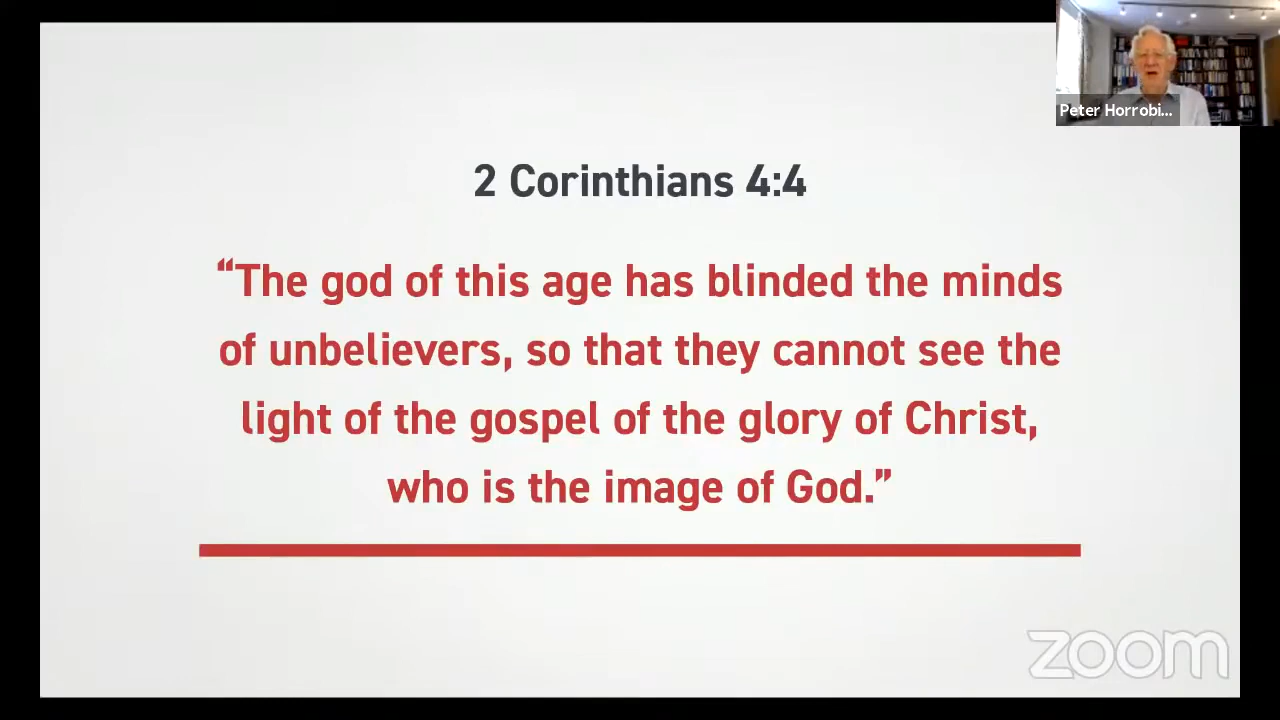 Peter Horrobi...
2 Corinthians 4:4
“The god of this age has blinded the minds
of unbelievers, so that they cannot see the
light of the gospel of the glory of Christ,
who is the image of God.”
zoom